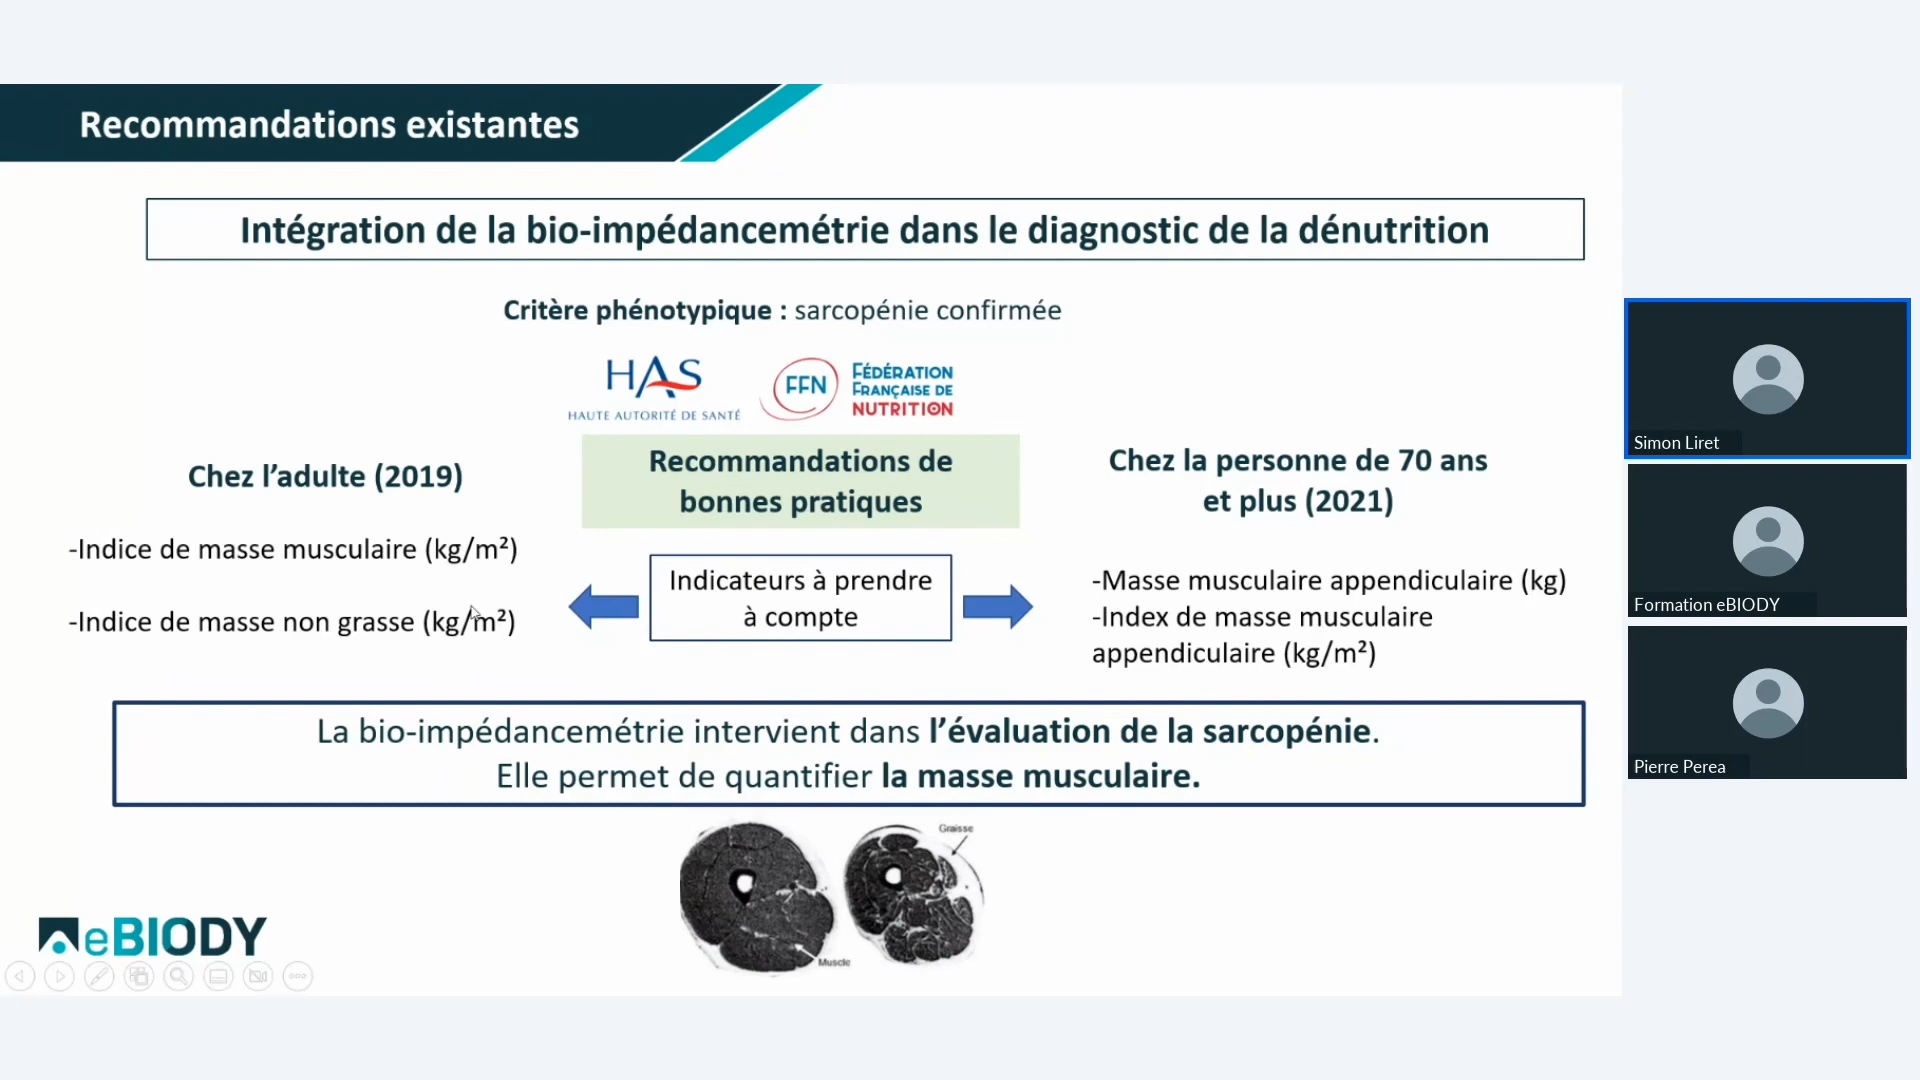 Recommandations existantes
Intégration de la bio-impédancemétrie dans le diagnostic de la dénutrition
Critère phénotypique : sarcopénie confirmée
HAS
HAUTE AUTORITÉ DE SANTÉ
FFN
FÉDÉRATION
FRANÇAISE DE
NUTRITION
Chez l’adulte (2019)
-Indice de masse musculaire (kg/m²)
-Indice de masse non grasse (kg/m²)
Recommandations de
bonnes pratiques
Indicateurs à prendre
à compte
Chez la personne de 70 ans
et plus (2021)
-Masse musculaire appendiculaire (kg)
-Index de masse musculaire
appendiculaire (kg/m²)
La bio-impédancemétrie intervient dans l’évaluation de la sarcopénie.
Elle permet de quantifier la masse musculaire.
Graisse
Muscle
eBIODY
Simon Liret
Formation eBIODY
Pierre Perea